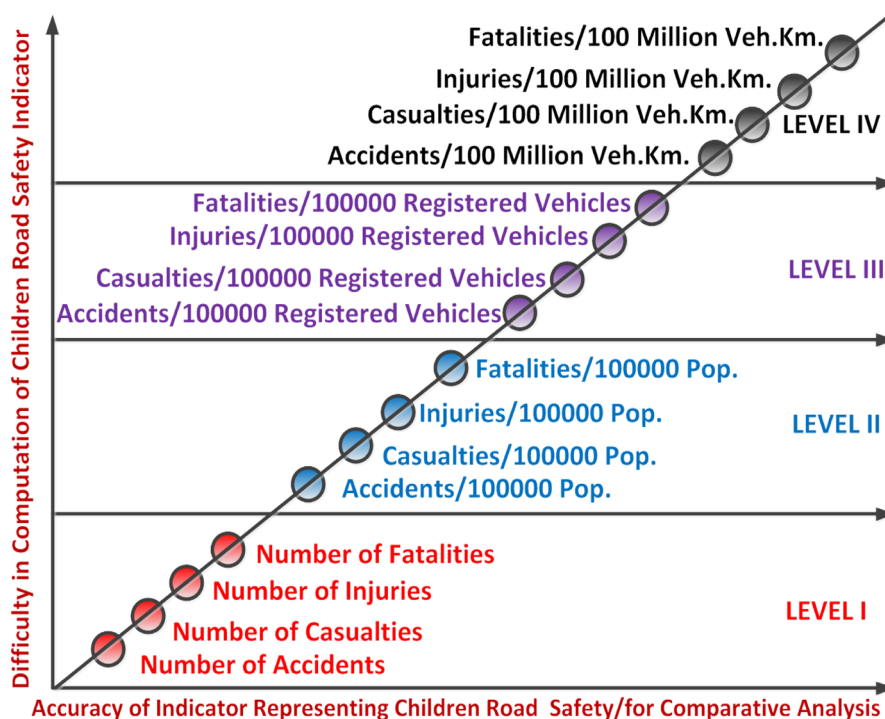 Difficulty in Computation of Children Road Safety Indicator
Fatalities/100 Million Veh.Km.
Injuries/100 Million Veh.Km.
Casualties/100 Million Veh.Km.
LEVEL IV
Accidents/100 Million Veh.Km.
Fatalities/100000 Registered Vehicles
Injuries/100000 Registered Vehicles
LEVEL III
Casualties/100000 Registered Vehicles
Accidents/100000 Registered Vehicles
Fatalities/100000 Pop.
Injuries/100000 Pop.
LEVEL II
Casualties/100000 Pop.
Accidents/100000 Pop.
Number of Fatalities
Number of Injuries
LEVEL I
Number of Casualties
Number of Accidents
Accuracy of Indicator Representing Children Road Safety/for Comparative Analysis